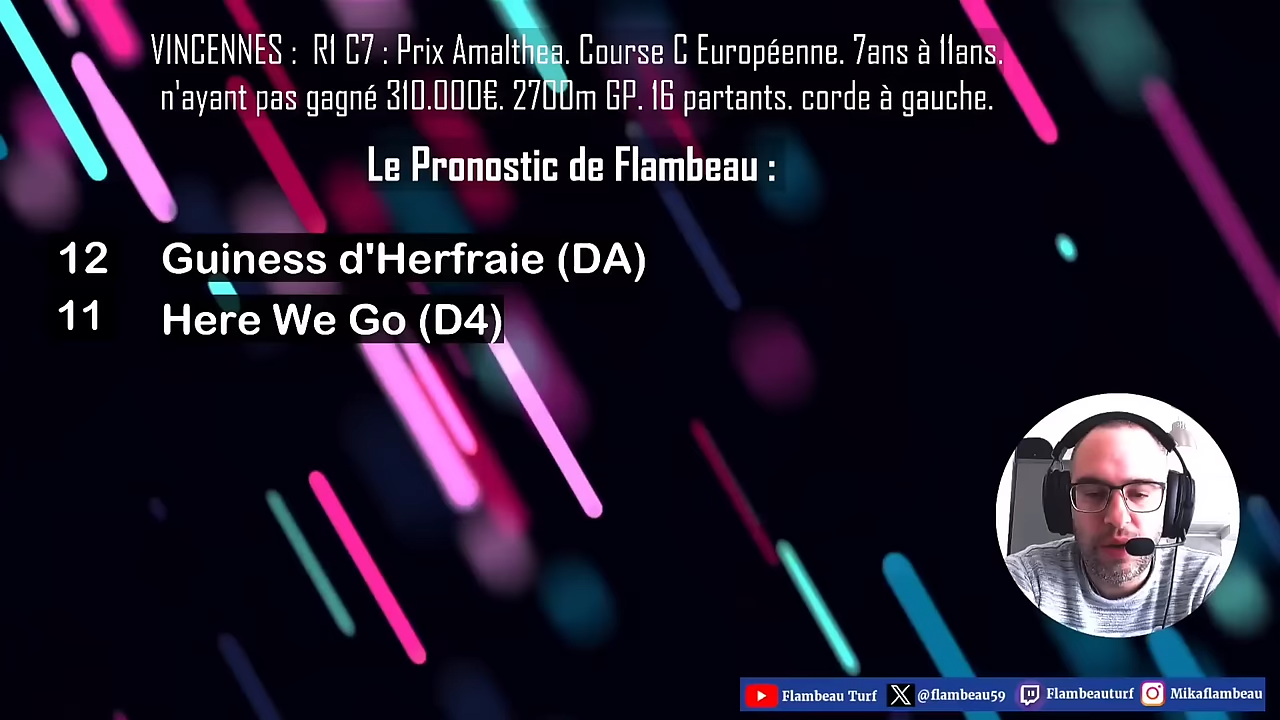 VINCENNES : R1 C7 : Prix Amalthea. Course C Européenne. 7ans à 11ans.
n'ayant pas gagné 310.000€. 2700m GP. 16 partants. corde à gauche.
Le Pronostic de Flambeau :
12 Guiness d'Herfraie (DA)
11 Here We Go (D4)
Flambeau Turf @flambeau59 Flambeauturf Mikaflambeau